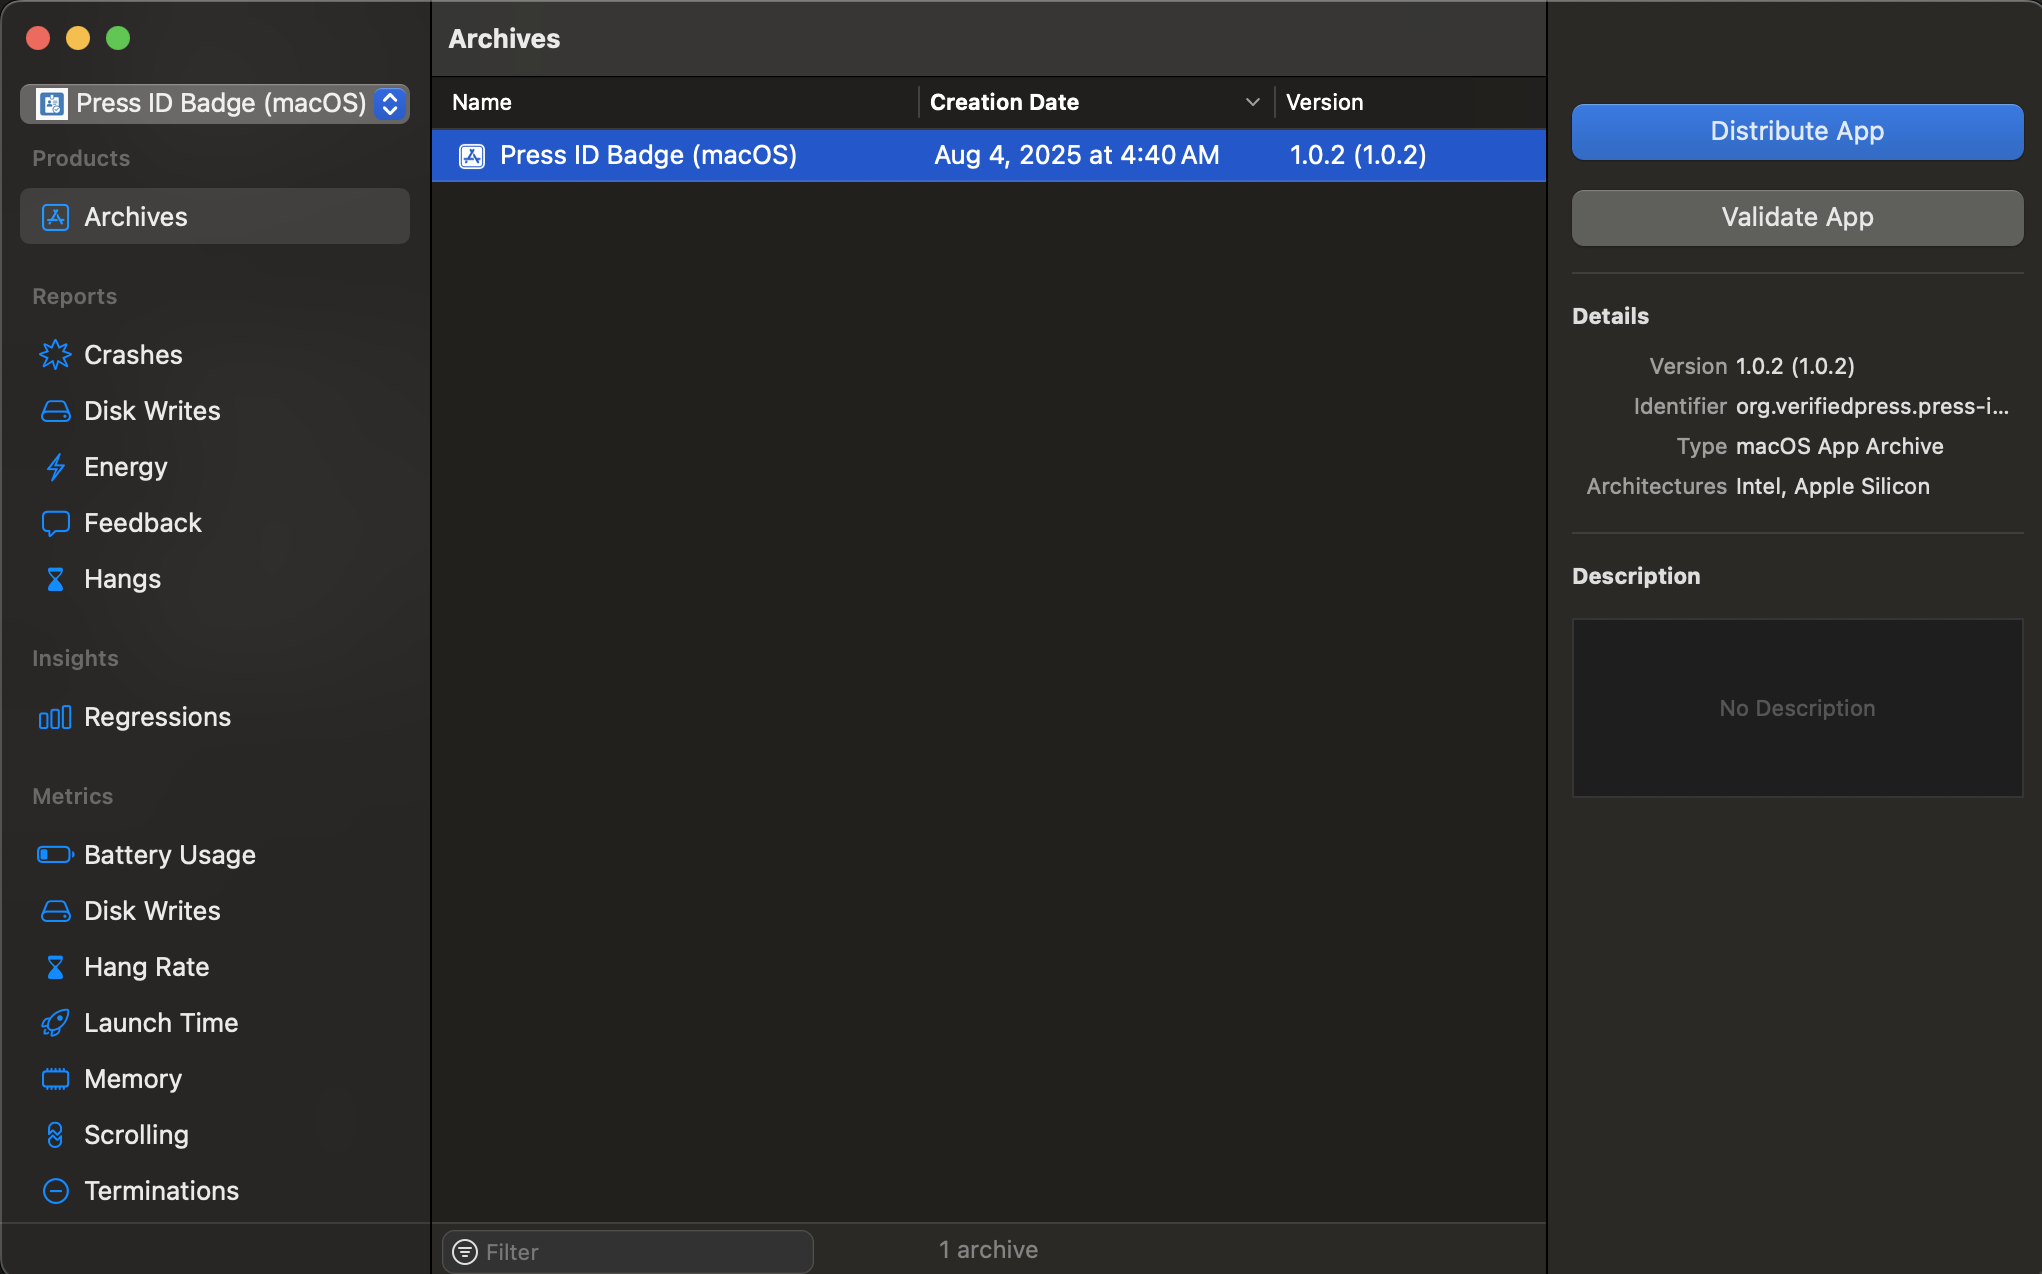 Press ID Badge (macOS)
Products
Archives
Reports
Crashes
Disk Writes
Energy
Feedback
Hangs
Insights
Regressions
Metrics
Battery Usage
Disk Writes
Hang Rate
Launch Time
Memory
Scrolling
Terminations
Archives
Name Creation Date Version
Press ID Badge (macOS) Aug 4, 2025 at 4:40 AM 1.0.2 (1.0.2)
Filter 1 archive
Distribute App
Validate App
Details
Version 1.0.2 (1.0.2)
Identifier org.verifiedpress.press-i...
Type macOS App Archive
Architectures Intel, Apple Silicon
Description
No Description